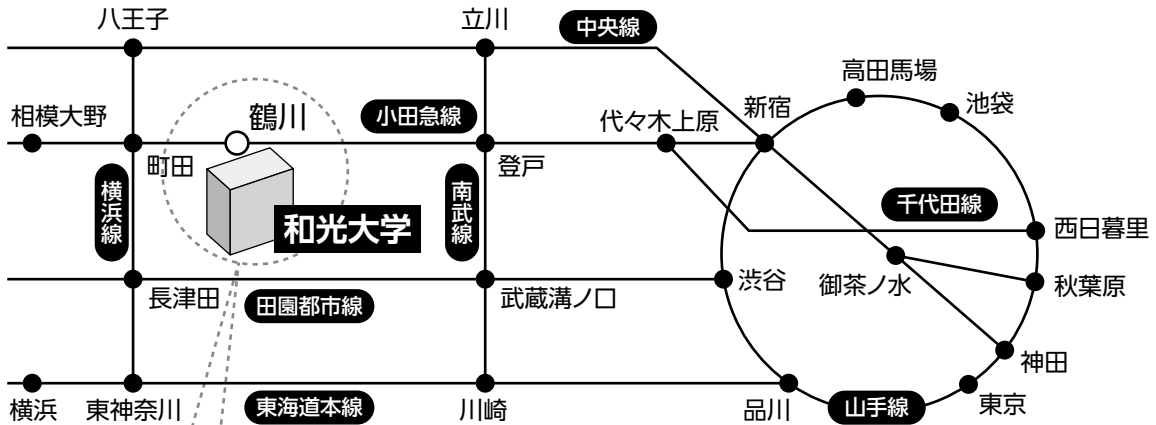 八王子
立川
中央線
高田馬場
池袋
相模大野
鶴川
小田急線
代々木上原
新宿
町田
登戸
横浜線
南武線
和光大学
千代田線
西日暮里
長津田
田園都市線
武蔵溝ノ口
渋谷
御茶ノ水
秋葉原
神田
横浜
東神奈川
東海道本線
川崎
品川
山手線
東京